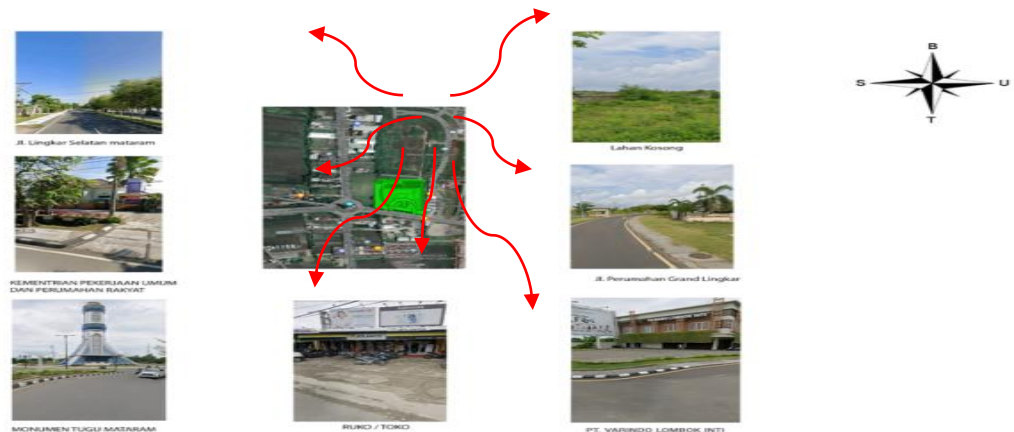 B
S
U
T
Jl. Lingkar Selatan mataram
Lahan Kosong
KEMENTRIAN PEKERJAAN UMUM
DAN PERUMAHAN RAKYAT
Jl. Perumahan Grand Lingkar
MONUMEN TUGU MATARAM
RUKO / TOKO
PT. VARINDO LOMBOK INTI